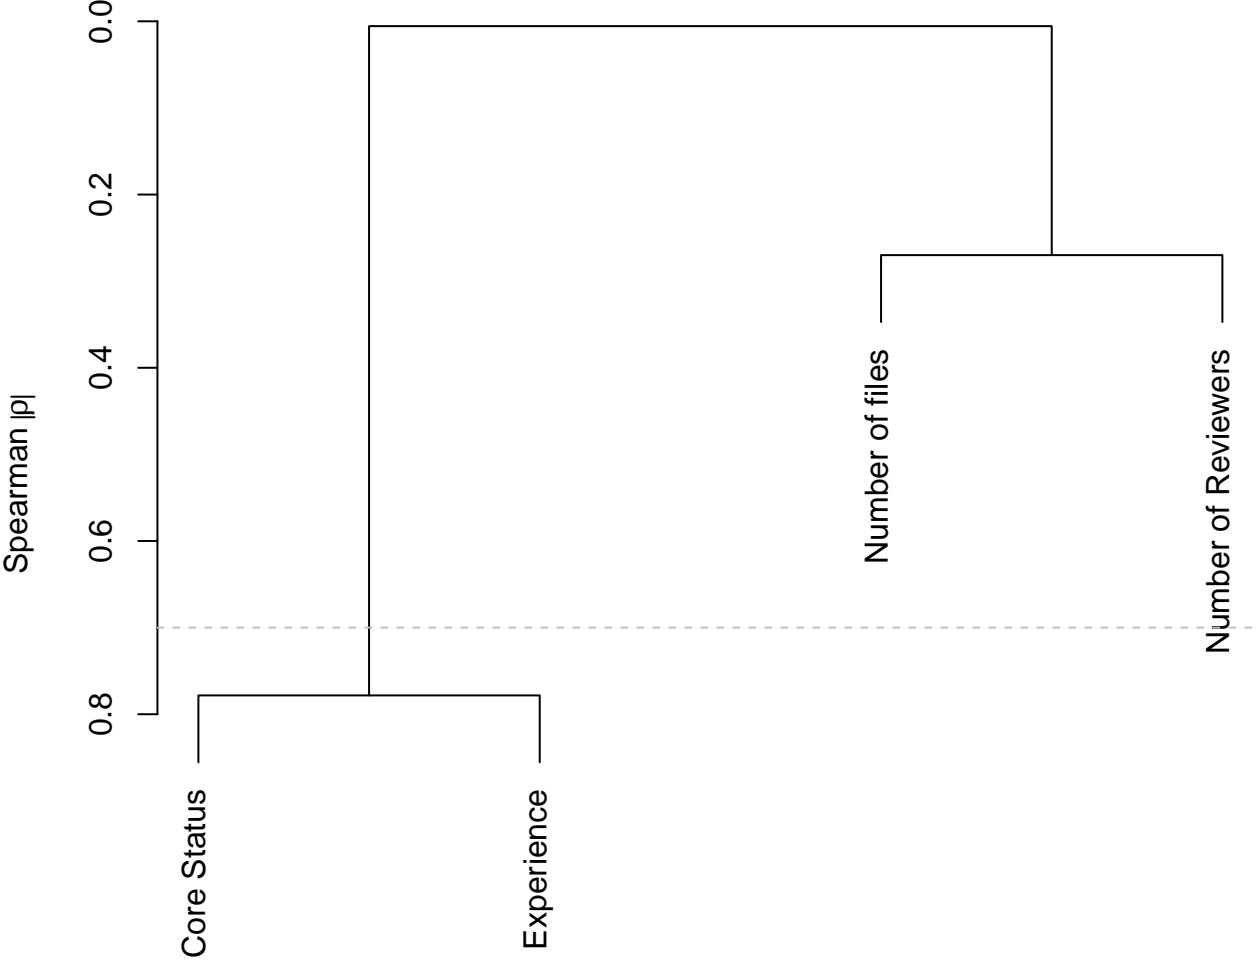 Spearman |ρ|
0.0
0.2
0.4
0.6
0.8
Number of files
Number of Reviewers
Core Status
Experience